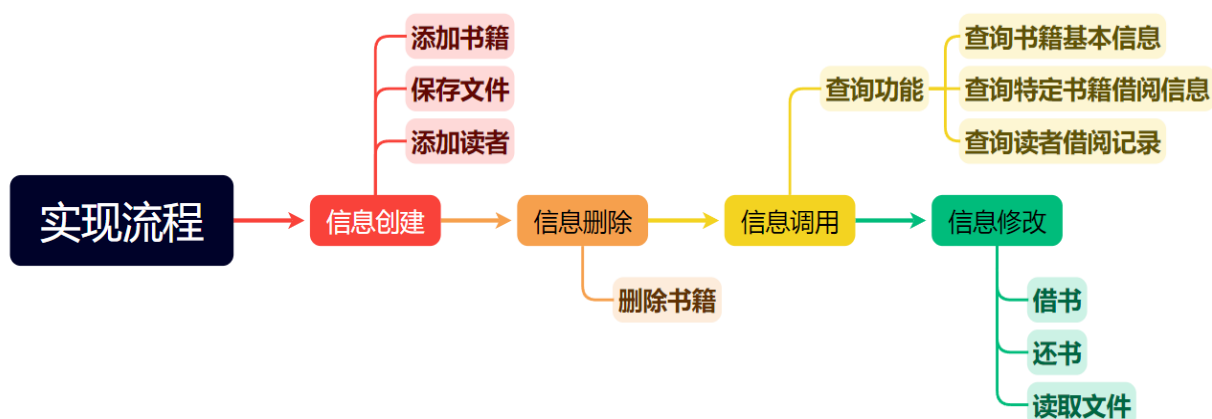 添加书籍
保存文件
添加读者
查询功能
查询书籍基本信息
查询特定书籍借阅信息
查询读者借阅记录
实现流程
信息创建
信息删除
信息调用
信息修改
删除书籍
借书
还书
读取文件